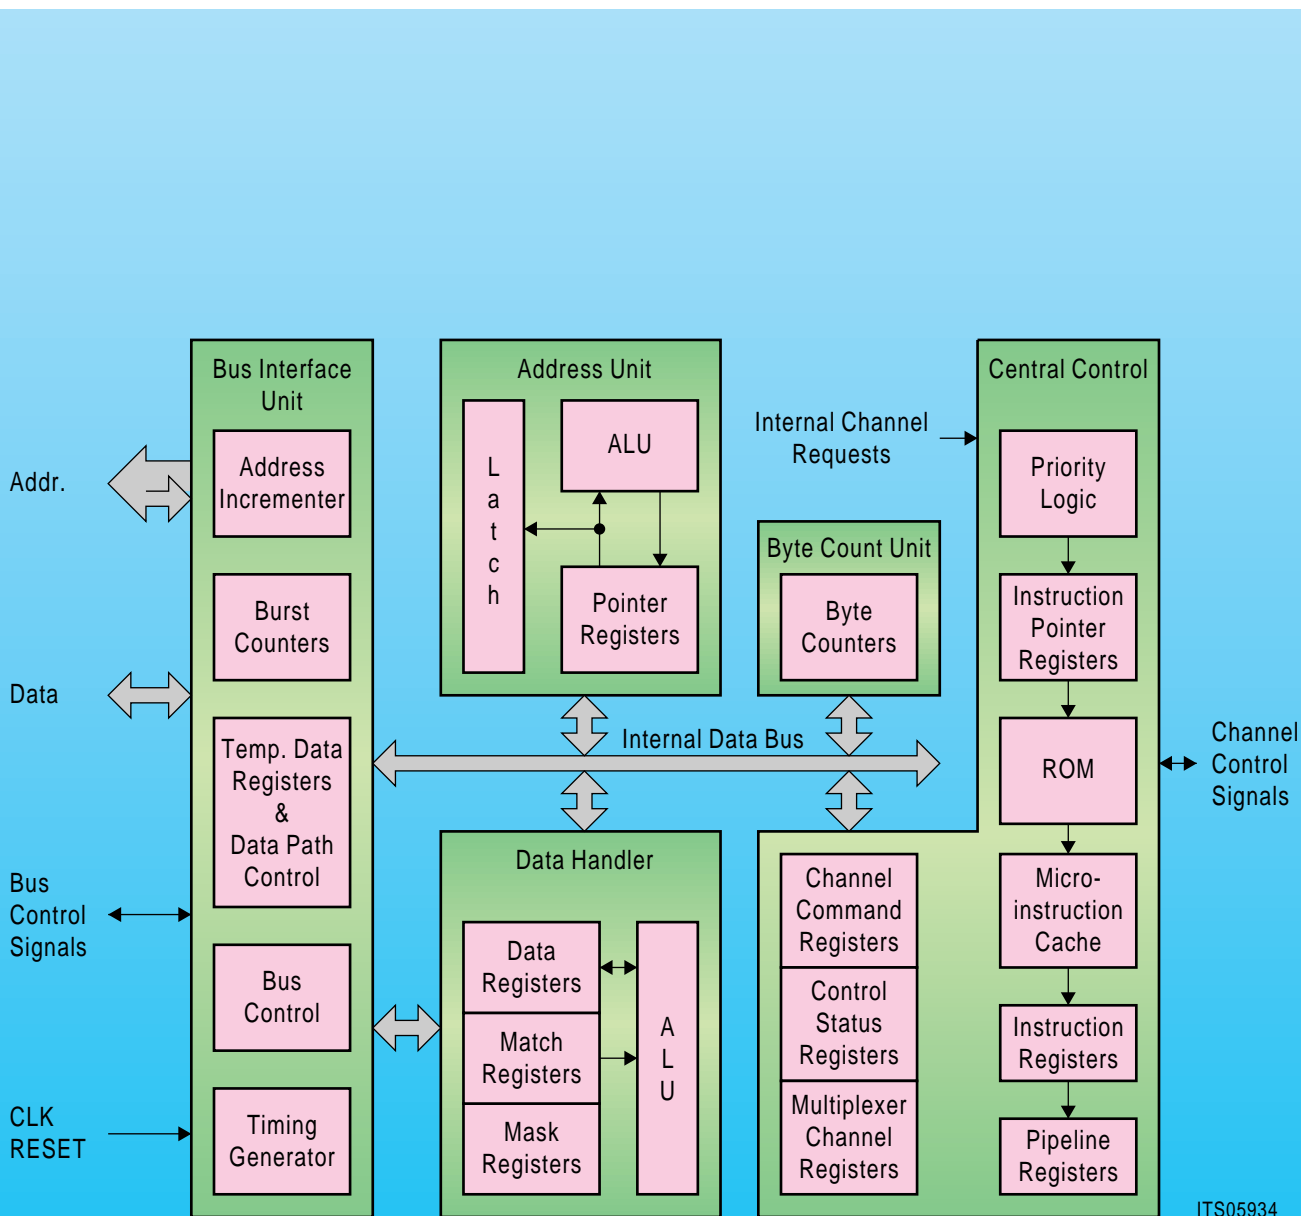 Bus Interface
Unit
Address
Incrementer
Burst
Counters
Temp. Data
Registers
&
Data Path
Control
Bus
Control
Timing
Generator
Addr.
Data
Bus
Control
Signals
CLK
RESET
Address Unit
L
a
t
c
h
ALU
Pointer
Registers
Internal Data Bus
Data Handler
Data
Registers
Match
Registers
Mask
Registers
A
L
U
Internal Channel
Requests
Byte Count Unit
Byte
Counters
Central Control
Priority
Logic
Instruction
Pointer
Registers
ROM
Micro-
instruction
Cache
Instruction
Registers
Pipeline
Registers
Channel
Command
Registers
Control
Status
Registers
Multiplexer
Channel
Registers
Channel
Control
Signals
ITS05934